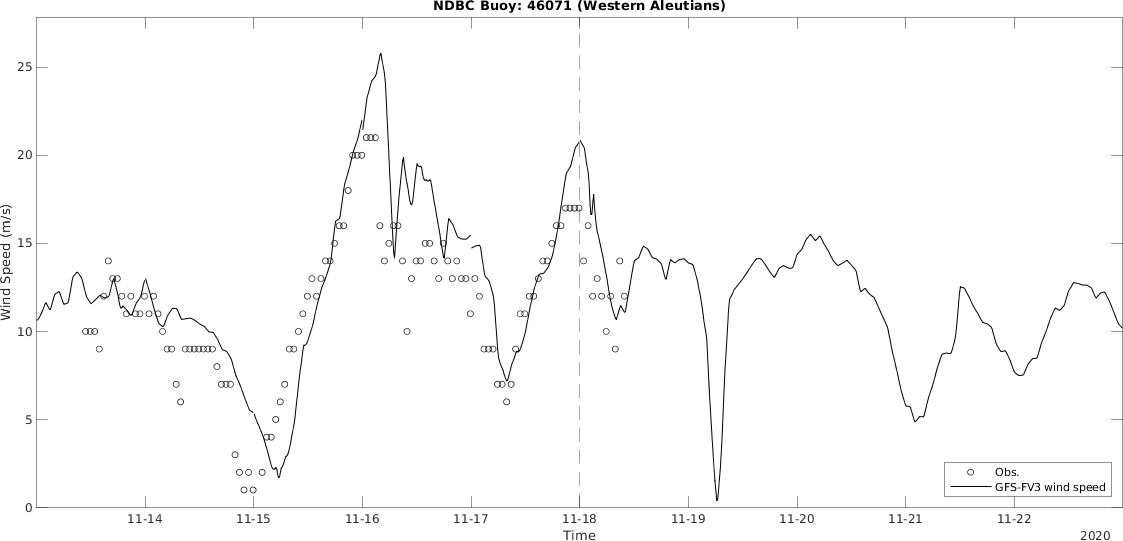 NDBC Buoy: 46071 (Western Aleutians)
Wind Speed (m/s)
25
20
15
10
5
0
11-14 11-15 11-16 11-17 11-18 11-19 11-20 11-21 11-22
Time
2020
Obs.
GFS-FV3 wind speed